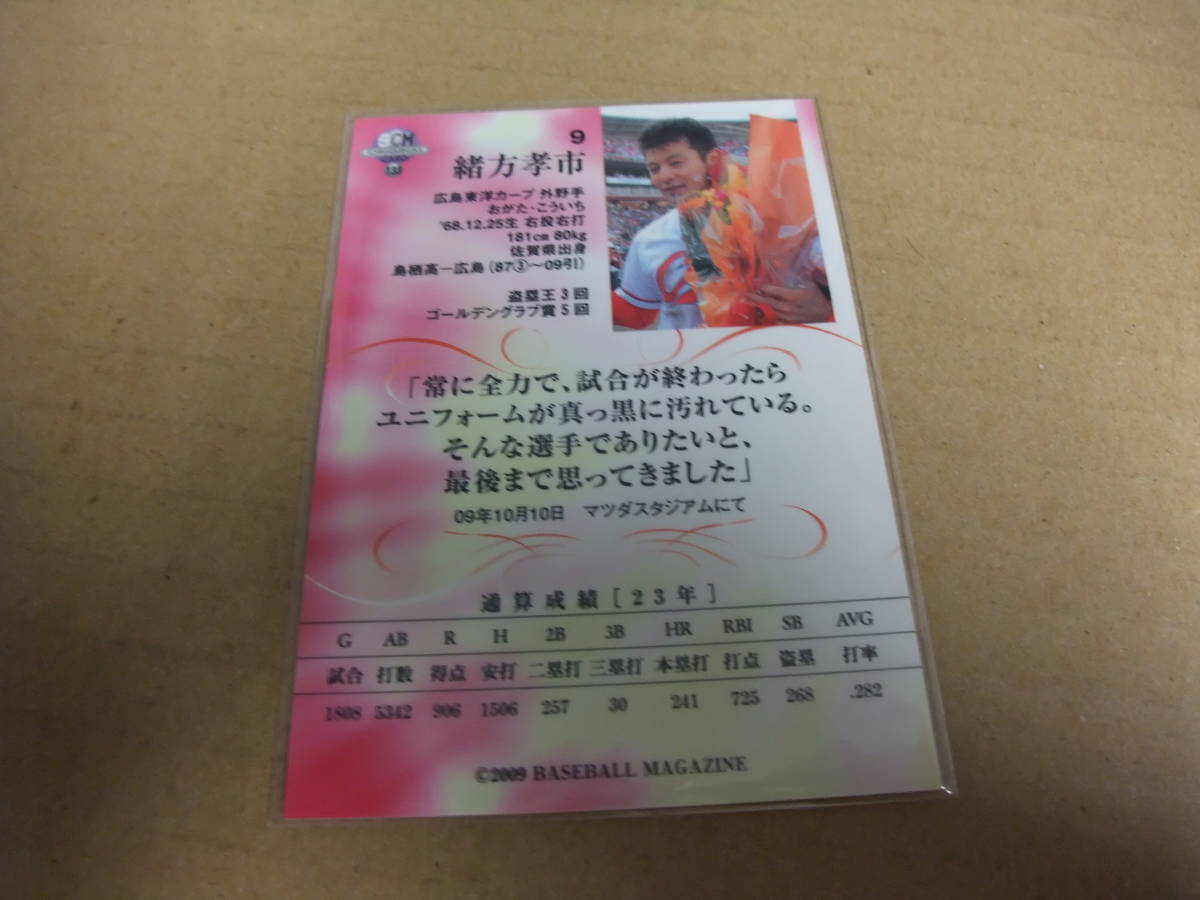 BCM
133
9
緒方孝市
広島東洋カープ 外野手
おがた・こういち
'68.12.25生 右投右打
181cm 80kg
佐賀県出身
鳥栖高―広島(87③〜09引)
盗塁王3回
ゴールデングラブ賞5回
「常に全力で、試合が終わったら
ユニフォームが真っ黒に汚れている。
そんな選手でありたいと、
最後まで思ってきました」
09年10月10日 マツダスタジアムにて
通算成績[23年]
G AB R H 2B 3B HR RBI SB AVG
試合 打数 得点 安打 二塁打 三塁打 本塁打 打点 盗塁 打率
1808 5342 906 1506 257 30 241 725 268 .282
©2009 BASEBALL MAGAZINE